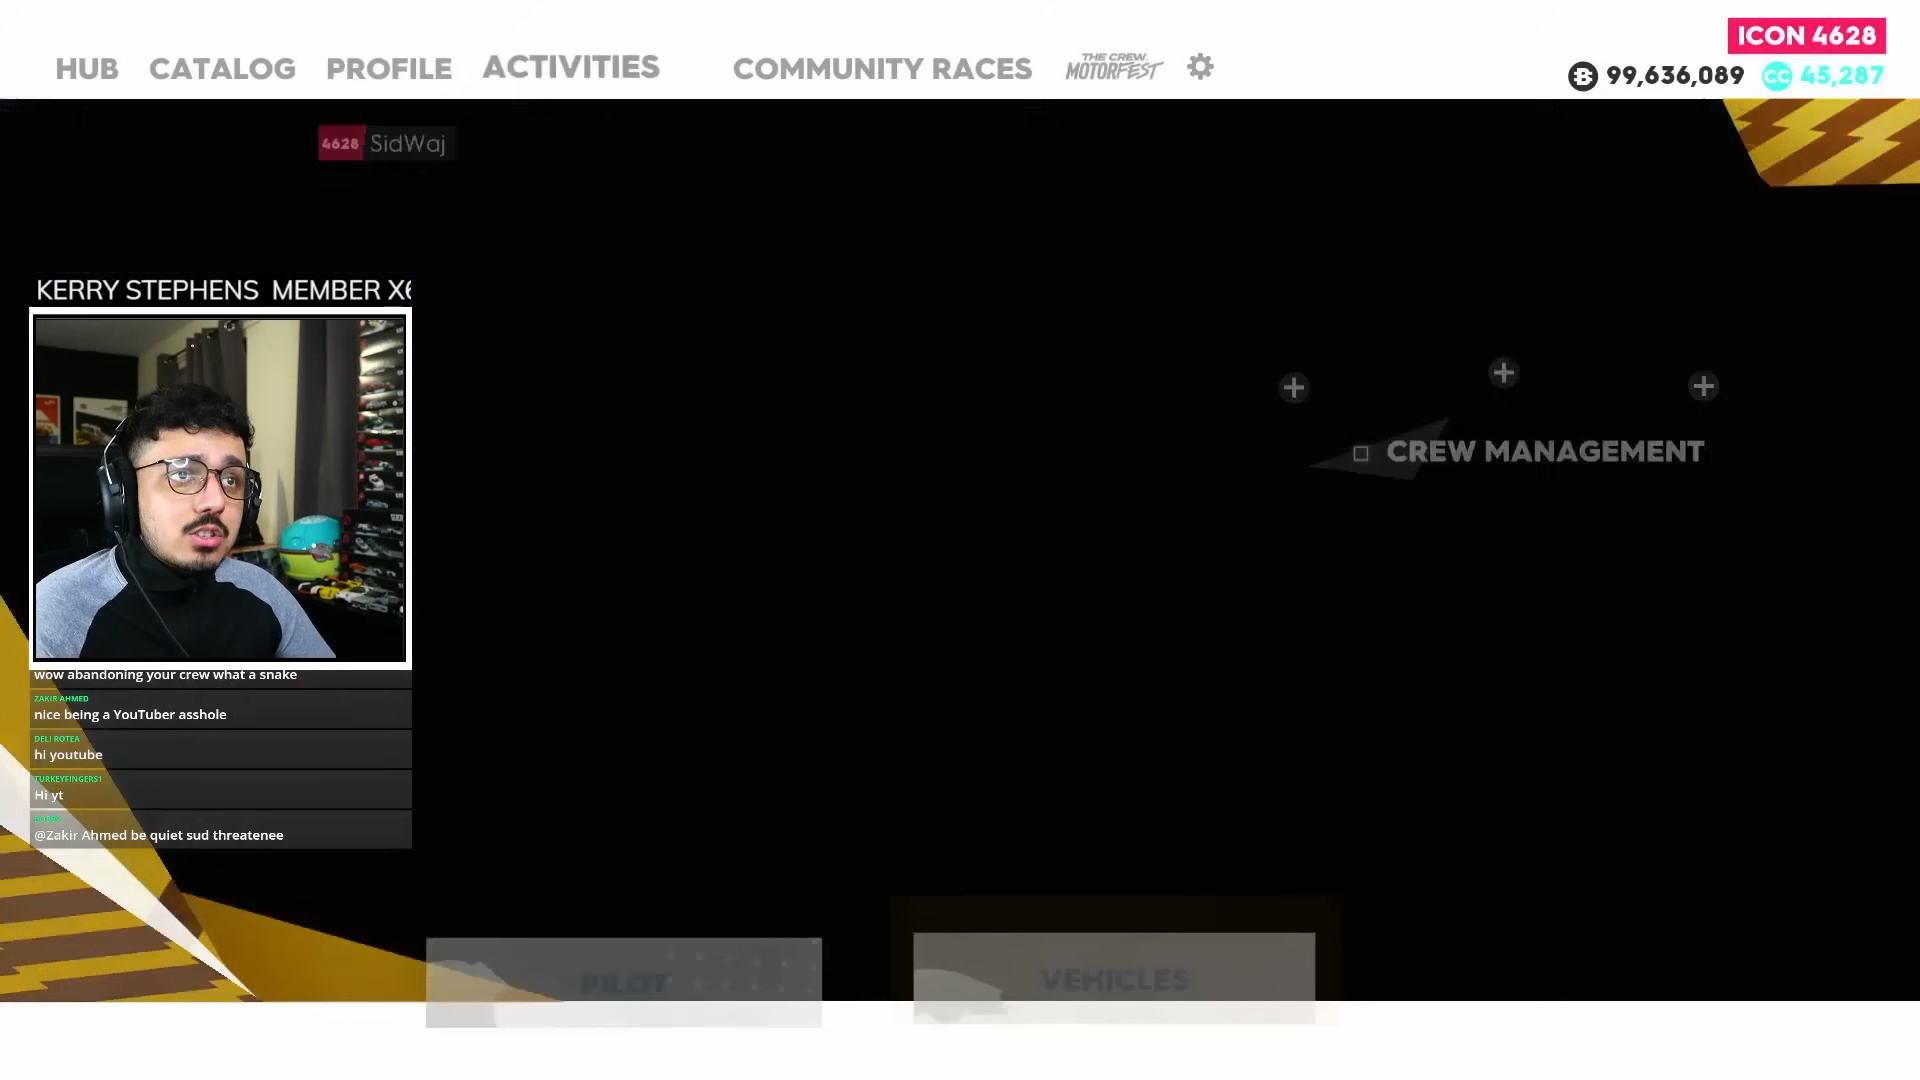 ICON 4628
HUB CATALOG PROFILE ACTIVITIES COMMUNITY RACES THE CREW MOTORFEST
99,636,089 CC 45,287
4628 SidWaj
KERRY STEPHENS MEMBER X6
CREW MANAGEMENT
wow abandoning your crew what a snake
ZAKIR AHMED
nice being a YouTuber asshole
DELI ROTEA
hi youtube
TURKEYFINGERS1
Hi yt
@Zakir Ahmed be quiet sud threatenee
PILOT
VEHICLES